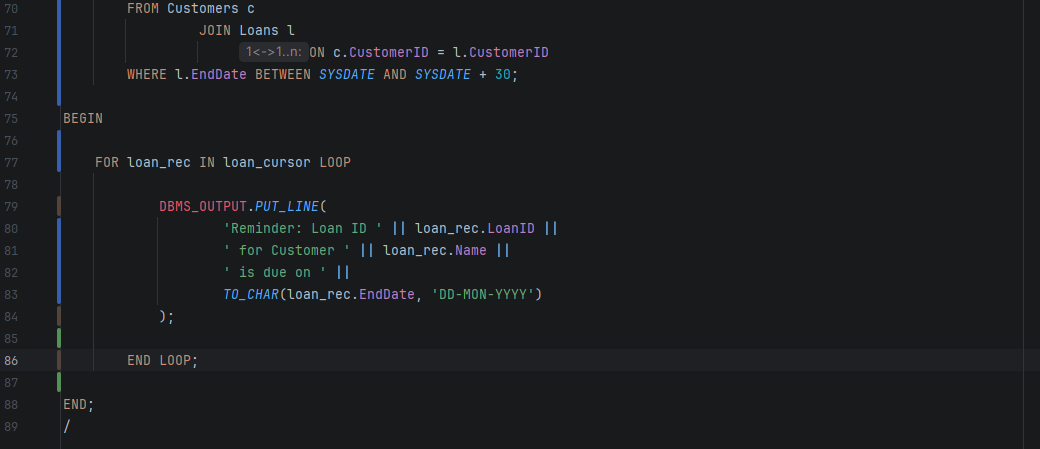 70 FROM Customers c
71 JOIN Loans l
72 1<->1..n: ON c.CustomerID = l.CustomerID
73 WHERE l.EndDate BETWEEN SYSDATE AND SYSDATE + 30;
74
75 BEGIN
76
77 FOR loan_rec IN loan_cursor LOOP
78
79 DBMS_OUTPUT.PUT_LINE(
80 'Reminder: Loan ID ' || loan_rec.LoanID ||
81 ' for Customer ' || loan_rec.Name ||
82 ' is due on ' ||
83 TO_CHAR(loan_rec.EndDate, 'DD-MON-YYYY')
84 );
85
86 END LOOP;
87
88 END;
89 /